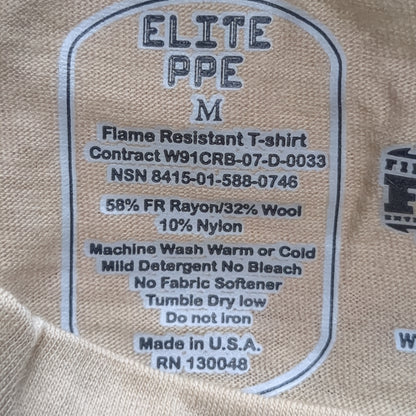 ELITE
PPE
M
Flame Resistant T-shirt
Contract W91CRB-07-D-0033
NSN 8415-01-588-0746
58% FR Rayon/32% Wool
10% Nylon
Machine Wash Warm or Cold
Mild Detergent No Bleach
No Fabric Softener
Tumble Dry low
Do not iron
Made in U.S.A.
RN 130048